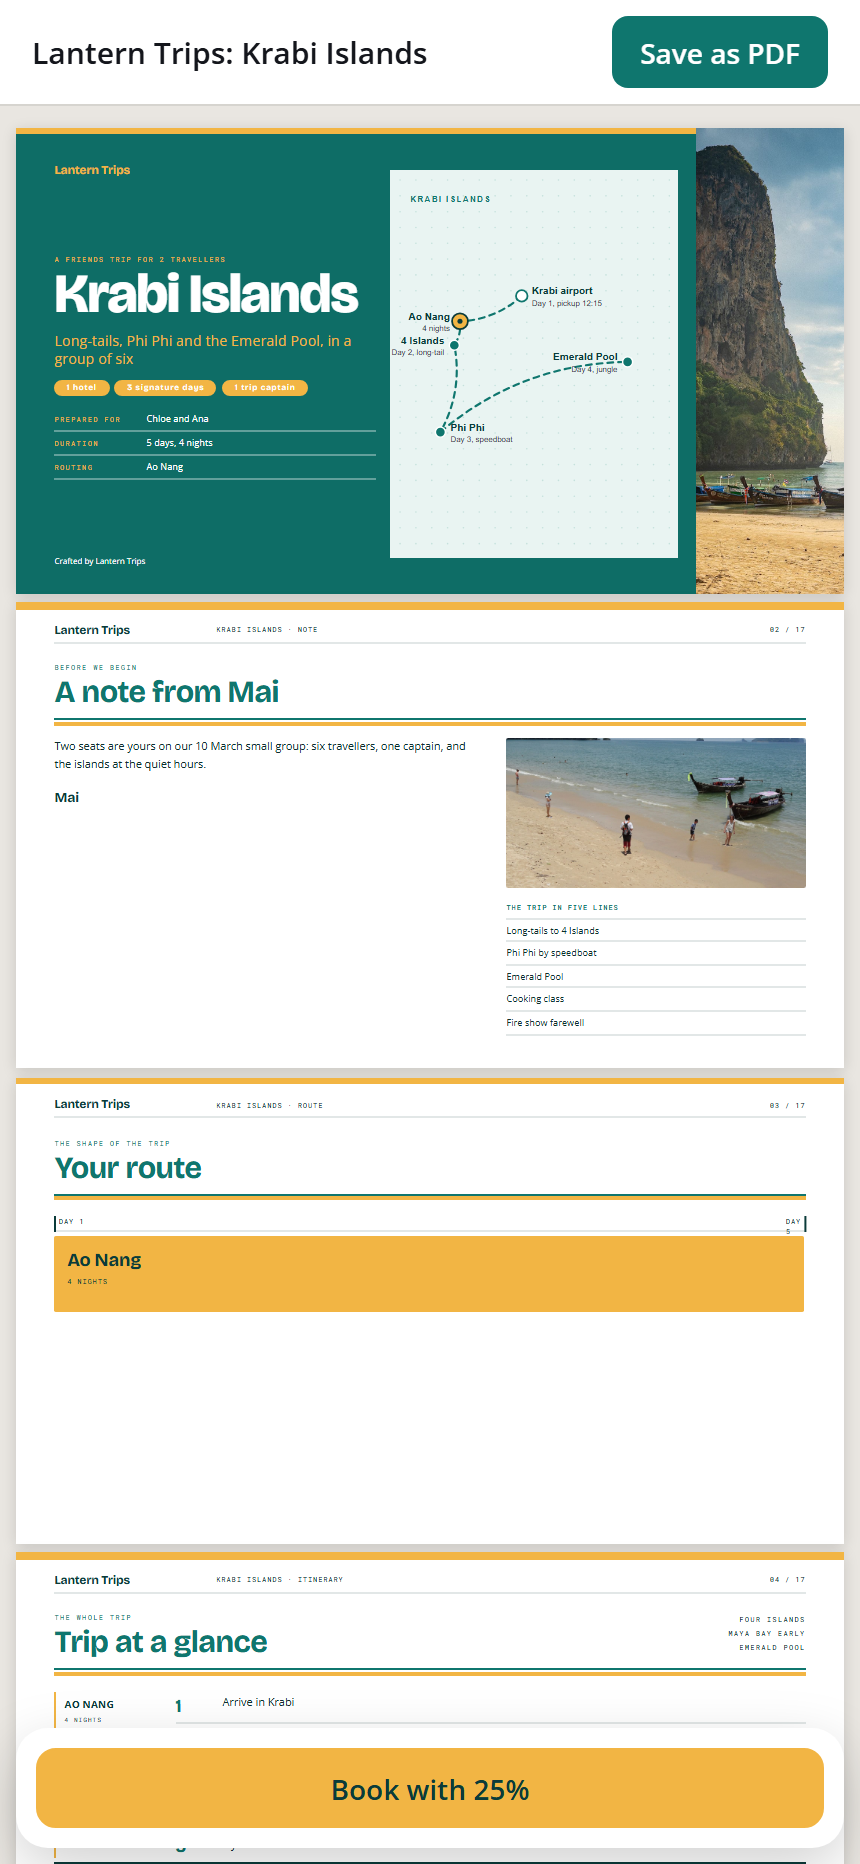 Lantern Trips: Krabi Islands
Save as PDF
Lantern Trips
A FRIENDS TRIP FOR 2 TRAVELLERS
Krabi Islands
Long-tails, Phi Phi and the Emerald Pool, in a
group of six
1 hotel
3 signature days
1 trip captain
PREPARED FOR Chloe and Ana
DURATION 5 days, 4 nights
ROUTING Ao Nang
Crafted by Lantern Trips
KRABI ISLANDS
Krabi airport
Day 1, pickup 12:15
Ao Nang
4 nights
4 Islands
Day 2, long-tail
Emerald Pool
Day 4, jungle
Phi Phi
Day 3, speedboat
Lantern Trips KRABI ISLANDS · NOTE 02 / 17
BEFORE WE BEGIN
A note from Mai
Two seats are yours on our 10 March small group: six travellers, one captain, and
the islands at the quiet hours.
Mai
THE TRIP IN FIVE LINES
Long-tails to 4 Islands
Phi Phi by speedboat
Emerald Pool
Cooking class
Fire show farewell
Lantern Trips KRABI ISLANDS · ROUTE 03 / 17
THE SHAPE OF THE TRIP
Your route
DAY 1
DAY
5
Ao Nang
4 NIGHTS
Lantern Trips KRABI ISLANDS · ITINERARY 04 / 17
THE WHOLE TRIP
Trip at a glance
FOUR ISLANDS
MAYA BAY EARLY
EMERALD POOL
AO NANG
4 NIGHTS
1 Arrive in Krabi
Book with 25%